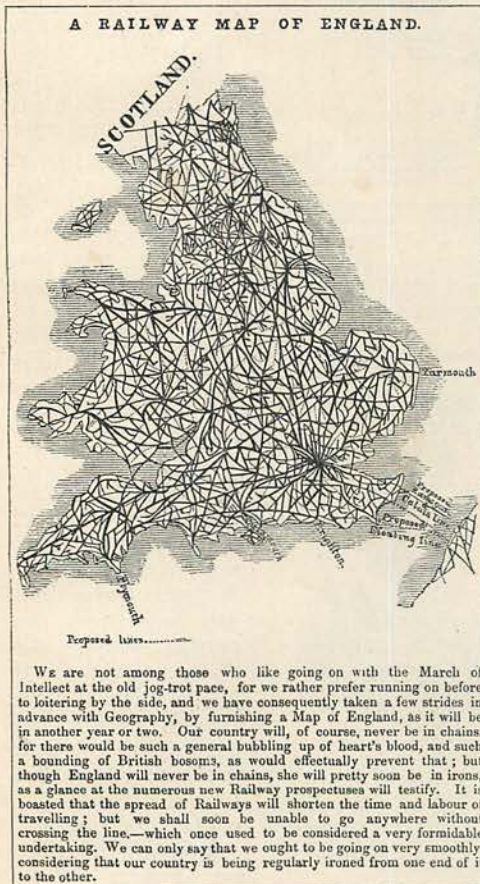 A RAILWAY MAP OF ENGLAND.
SCOTLAND.
Yarmouth
Proposed
Calais Line
Proposed
Floating line
Brighton.
Plymouth
Proposed lines
WE are not among those who like going on with the March of
Intellect at the old jog-trot pace, for we rather prefer running on before
to loitering by the side, and we have consequently taken a few strides in
advance with Geography, by furnishing a Map of England, as it will be
in another year or two. Our country will, of course, never be in chains,
for there would be such a general bubbling up of heart's blood, and such
a bounding of British bosoms, as would effectually prevent that ; but
though England will never be in chains, she will pretty soon be in irons,
as a glance at the numerous new Railway prospectuses will testify. It is
boasted that the spread of Railways will shorten the time and labour of
travelling ; but we shall soon be unable to go anywhere without
crossing the line,—which once used to be considered a very formidable
undertaking. We can only say that we ought to be going on very smoothly,
considering that our country is being regularly ironed from one end of i
to the other.